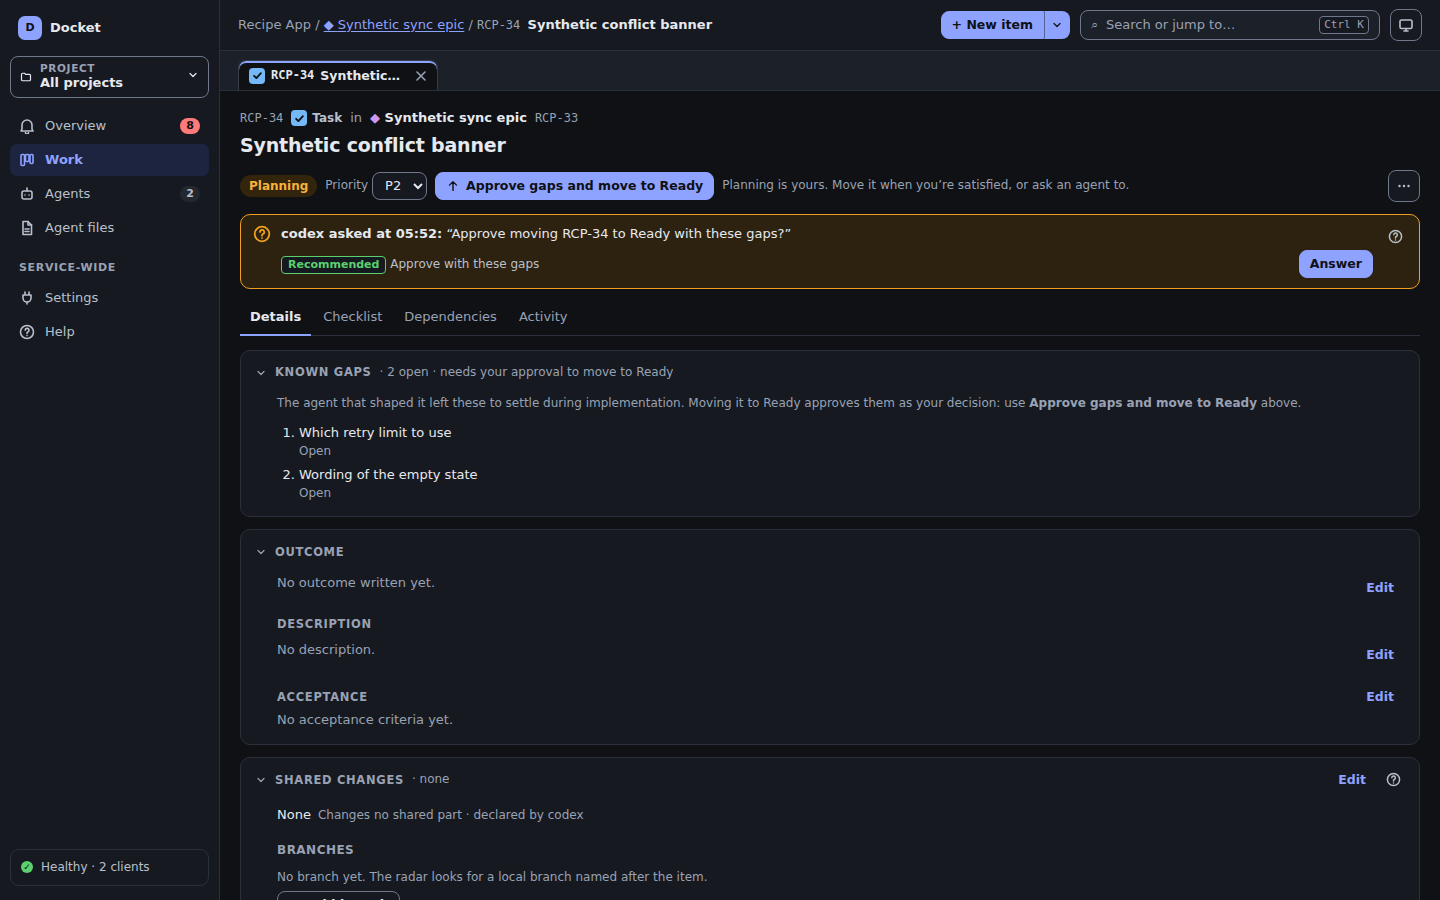 D Docket
PROJECT
All projects
Overview 8
Work
Agents 2
Agent files
SERVICE-WIDE
Settings
Help
Healthy · 2 clients
Recipe App / ◆ Synthetic sync epic / RCP-34 Synthetic conflict banner
+ New item
Search or jump to… Ctrl K
RCP-34 Synthetic…
RCP-34 Task in ◆ Synthetic sync epic RCP-33
Synthetic conflict banner
Planning Priority P2 ↑ Approve gaps and move to Ready Planning is yours. Move it when you’re satisfied, or ask an agent to.
codex asked at 05:52: “Approve moving RCP-34 to Ready with these gaps?”
Recommended Approve with these gaps
Answer
Details Checklist Dependencies Activity
KNOWN GAPS · 2 open · needs your approval to move to Ready
The agent that shaped it left these to settle during implementation. Moving it to Ready approves them as your decision: use Approve gaps and move to Ready above.
1. Which retry limit to use
Open
2. Wording of the empty state
Open
OUTCOME
No outcome written yet.
Edit
DESCRIPTION
No description.
Edit
ACCEPTANCE Edit
No acceptance criteria yet.
SHARED CHANGES · none Edit
None Changes no shared part · declared by codex
BRANCHES
No branch yet. The radar looks for a local branch named after the item.